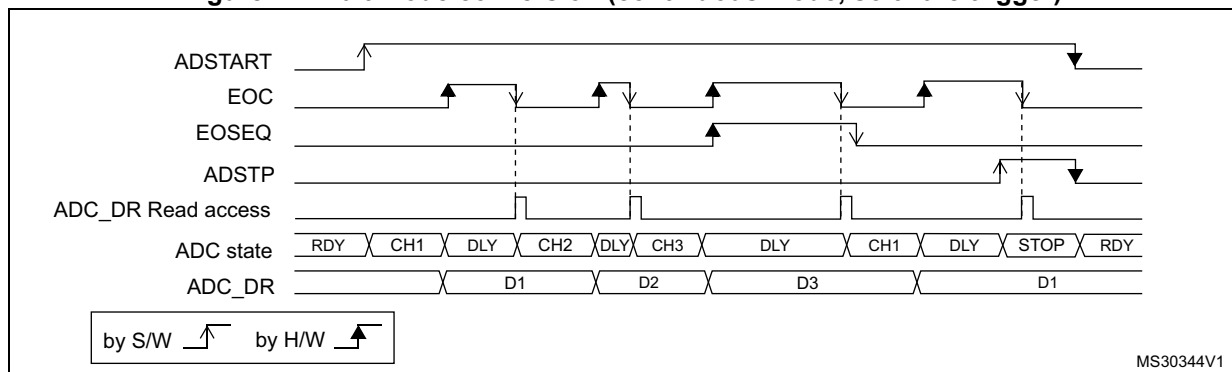 ADSTART
EOC
EOSEQ
ADSTP
ADC_DR Read access
ADC state RDY CH1 DLY CH2 DLY CH3 DLY CH1 DLY STOP RDY
ADC_DR D1 D2 D3 D1
by S/W by H/W
MS30344V1